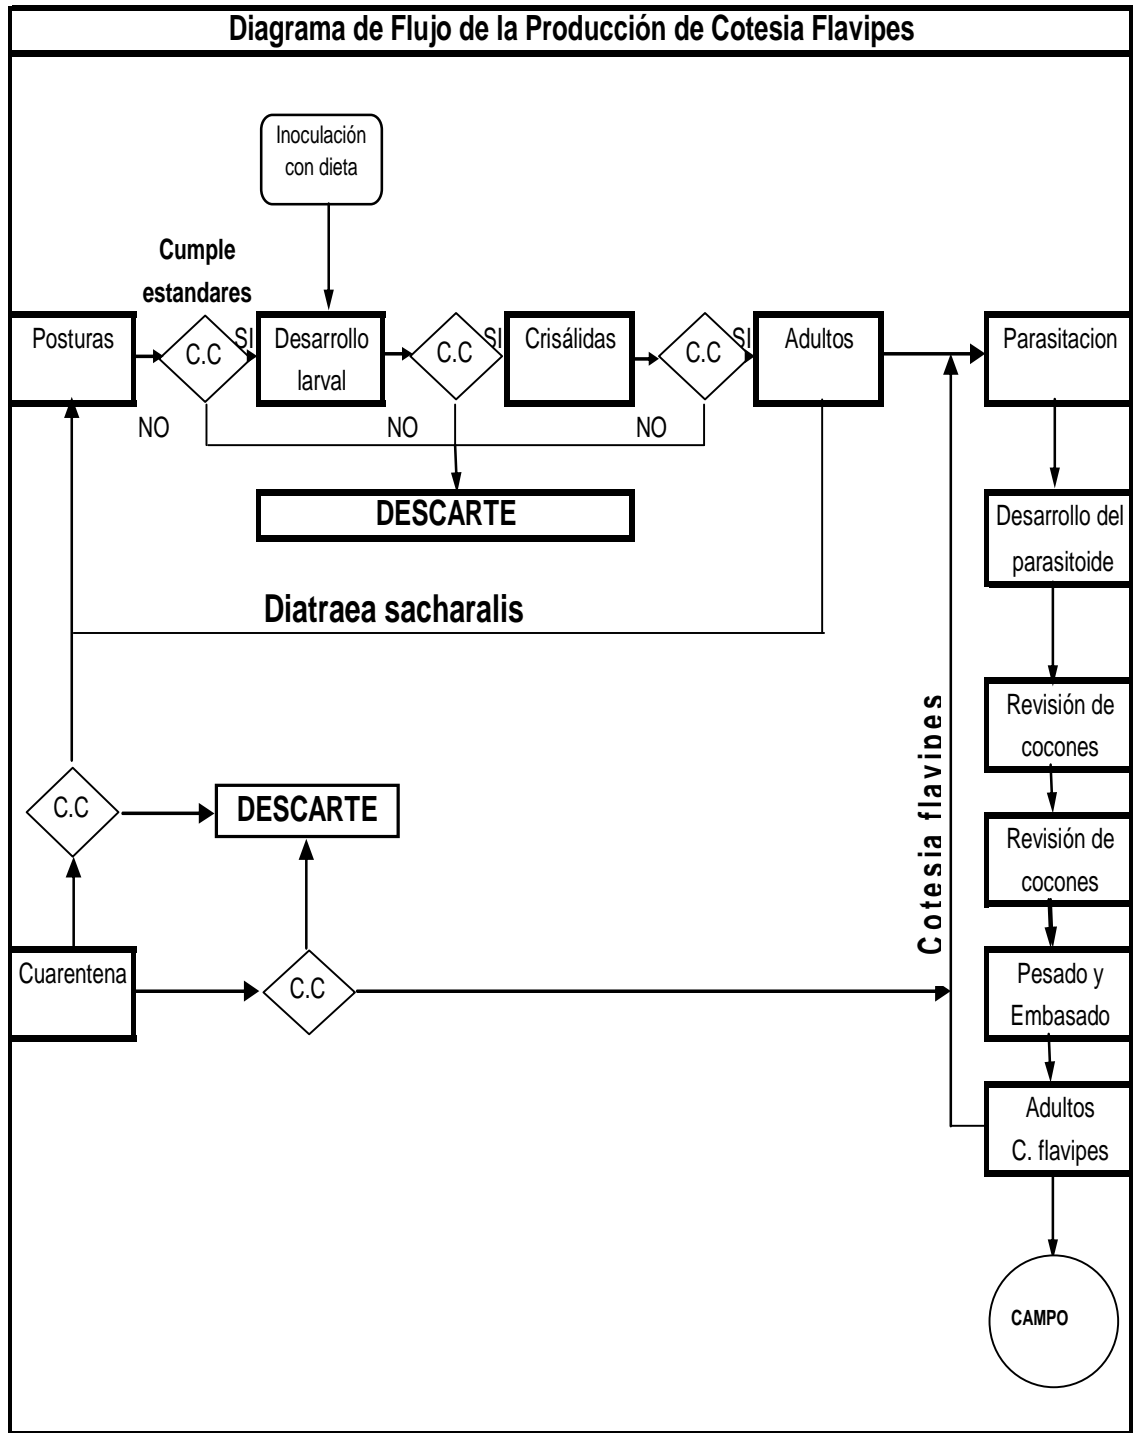 Diagrama de Flujo de la Producción de Cotesia Flavipes
Inoculación
con dieta
Cumple
estandares
Posturas
C.C
SI
Desarrollo
larval
C.C
SI
Crisálidas
C.C
SI
Adultos
Parasitacion
NO
NO
NO
DESCARTE
Desarrollo del
parasitoide
Diatraea sacharalis
Revisión de
cocones
Cotesia flavipes
C.C
DESCARTE
Revisión de
cocones
Cuarentena
C.C
Pesado y
Embasado
Adultos
C. flavipes
CAMPO